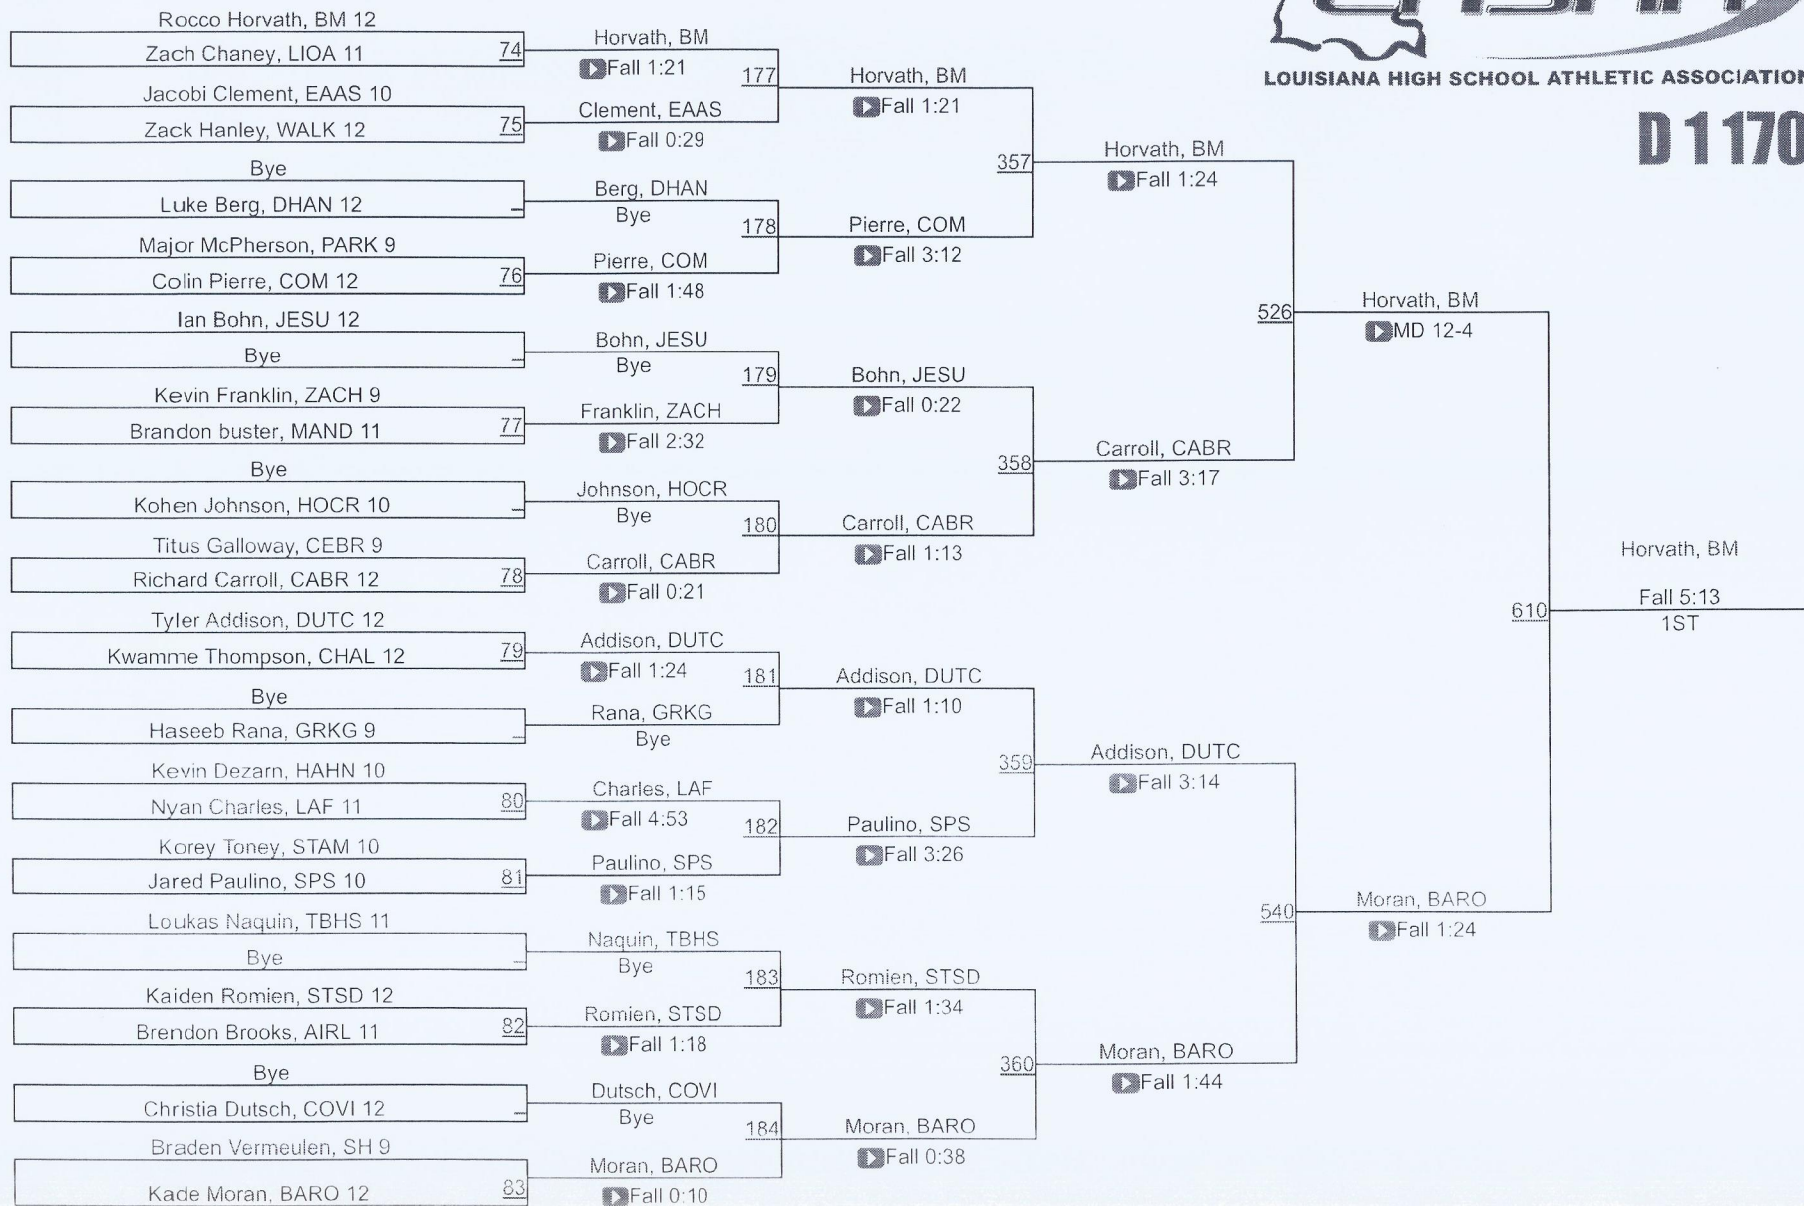 LOUISIANA HIGH SCHOOL ATHLETIC ASSOCIATION
D 1 170
Rocco Horvath, BM 12
Zach Chaney, LIOA 11
74
Jacobi Clement, EAAS 10
Zack Hanley, WALK 12
75
Bye
Luke Berg, DHAN 12
Major McPherson, PARK 9
Colin Pierre, COM 12
76
Ian Bohn, JESU 12
Bye
Kevin Franklin, ZACH 9
Brandon buster, MAND 11
77
Bye
Kohen Johnson, HOCR 10
Titus Galloway, CEBR 9
Richard Carroll, CABR 12
78
Tyler Addison, DUTC 12
Kwamme Thompson, CHAL 12
79
Bye
Haseeb Rana, GRKG 9
Kevin Dezarn, HAHN 10
Nyan Charles, LAF 11
80
Korey Toney, STAM 10
Jared Paulino, SPS 10
81
Loukas Naquin, TBHS 11
Bye
Kaiden Romien, STSD 12
Brendon Brooks, AIRL 11
82
Bye
Christia Dutsch, COVI 12
Braden Vermeulen, SH 9
Kade Moran, BARO 12
83
Horvath, BM
Fall 1:21
177
Clement, EAAS
Fall 0:29
Berg, DHAN
Bye
178
Pierre, COM
Fall 1:48
Bohn, JESU
Bye
179
Franklin, ZACH
Fall 2:32
Johnson, HOCR
Bye
180
Carroll, CABR
Fall 0:21
Addison, DUTC
Fall 1:24
181
Rana, GRKG
Bye
Charles, LAF
Fall 4:53
182
Paulino, SPS
Fall 1:15
Naquin, TBHS
Bye
183
Romien, STSD
Fall 1:18
Dutsch, COVI
Bye
184
Moran, BARO
Fall 0:10
Horvath, BM
Fall 1:21
357
Pierre, COM
Fall 3:12
Bohn, JESU
Fall 0:22
358
Carroll, CABR
Fall 1:13
Addison, DUTC
Fall 1:10
359
Paulino, SPS
Fall 3:26
Romien, STSD
Fall 1:34
360
Moran, BARO
Fall 0:38
Horvath, BM
Fall 1:24
526
Carroll, CABR
Fall 3:17
Addison, DUTC
Fall 3:14
540
Moran, BARO
Fall 1:44
Horvath, BM
MD 12-4
610
Moran, BARO
Fall 1:24
Horvath, BM
Fall 5:13
1ST